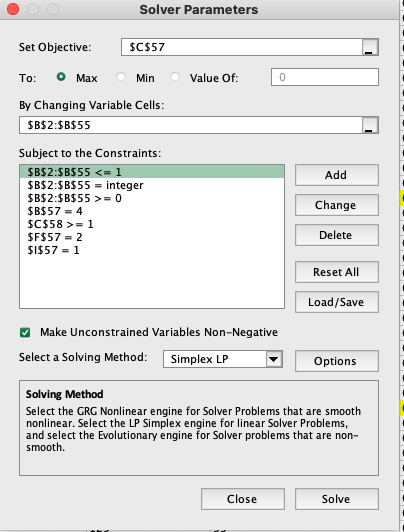 Solver Parameters
Set Objective: $C$57
To: Max Min Value Of: 0
By Changing Variable Cells:
$B$2:$B$55
Subject to the Constraints:
$B$2:$B$55 <= 1
$B$2:$B$55 = integer
$B$2:$B$55 >= 0
$B$57 = 4
$C$58 >= 1
$F$57 = 2
$I$57 = 1
Add
Change
Delete
Reset All
Load/Save
Make Unconstrained Variables Non-Negative
Select a Solving Method: Simplex LP Options
Solving Method
Select the GRG Nonlinear engine for Solver Problems that are smooth
nonlinear. Select the LP Simplex engine for linear Solver Problems,
and select the Evolutionary engine for Solver problems that are non-
smooth.
Close Solve